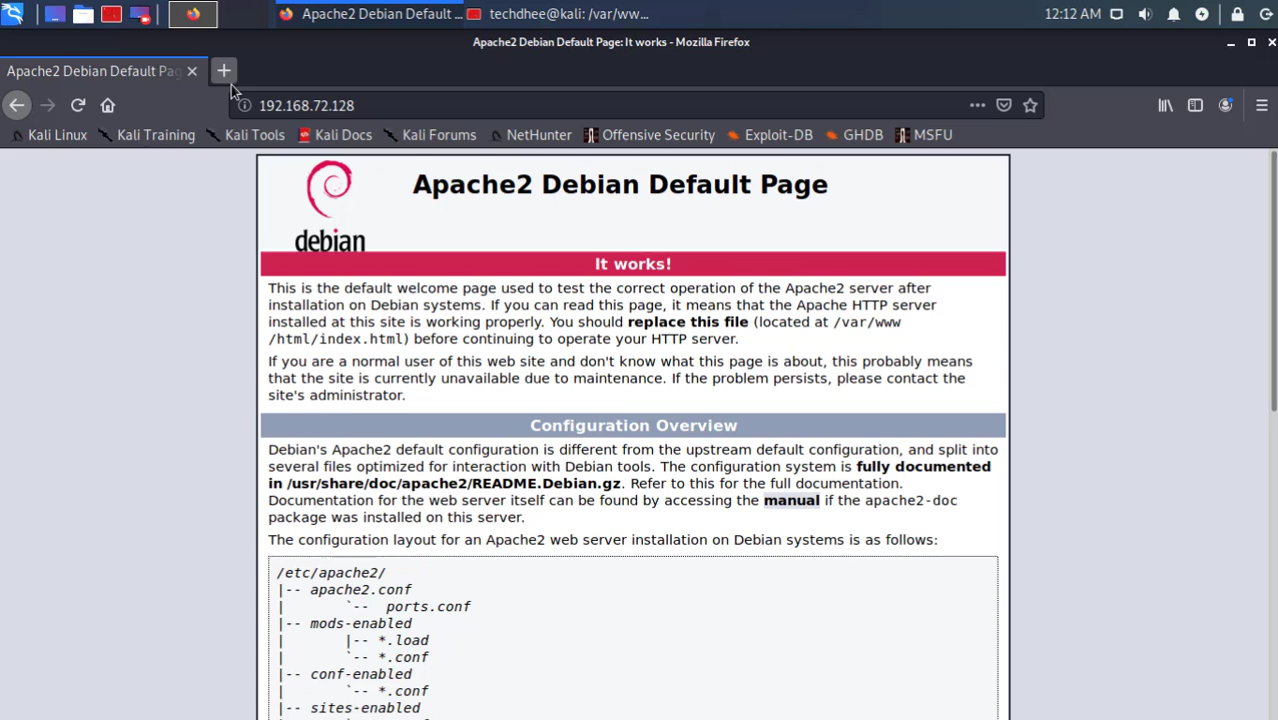 Apache2 Debian Default ...
techdhee@kali: /var/ww...
12:12 AM
Apache2 Debian Default Page: It works - Mozilla Firefox
Apache2 Debian Default Pag
192.168.72.128
Kali Linux
Kali Training
Kali Tools
Kali Docs
Kali Forums
NetHunter
Offensive Security
Exploit-DB
GHDB
MSFU
debian
Apache2 Debian Default Page
It works!
This is the default welcome page used to test the correct operation of the Apache2 server after
installation on Debian systems. If you can read this page, it means that the Apache HTTP server
installed at this site is working properly. You should replace this file (located at /var/www
/html/index.html) before continuing to operate your HTTP server.
If you are a normal user of this web site and don't know what this page is about, this probably means
that the site is currently unavailable due to maintenance. If the problem persists, please contact the
site's administrator.
Configuration Overview
Debian's Apache2 default configuration is different from the upstream default configuration, and split into
several files optimized for interaction with Debian tools. The configuration system is fully documented
in /usr/share/doc/apache2/README.Debian.gz. Refer to this for the full documentation.
Documentation for the web server itself can be found by accessing the manual if the apache2-doc
package was installed on this server.
The configuration layout for an Apache2 web server installation on Debian systems is as follows:
/etc/apache2/
|-- apache2.conf
|       `--  ports.conf
|-- mods-enabled
|       |-- *.load
|       `-- *.conf
|-- conf-enabled
|       `-- *.conf
|-- sites-enabled